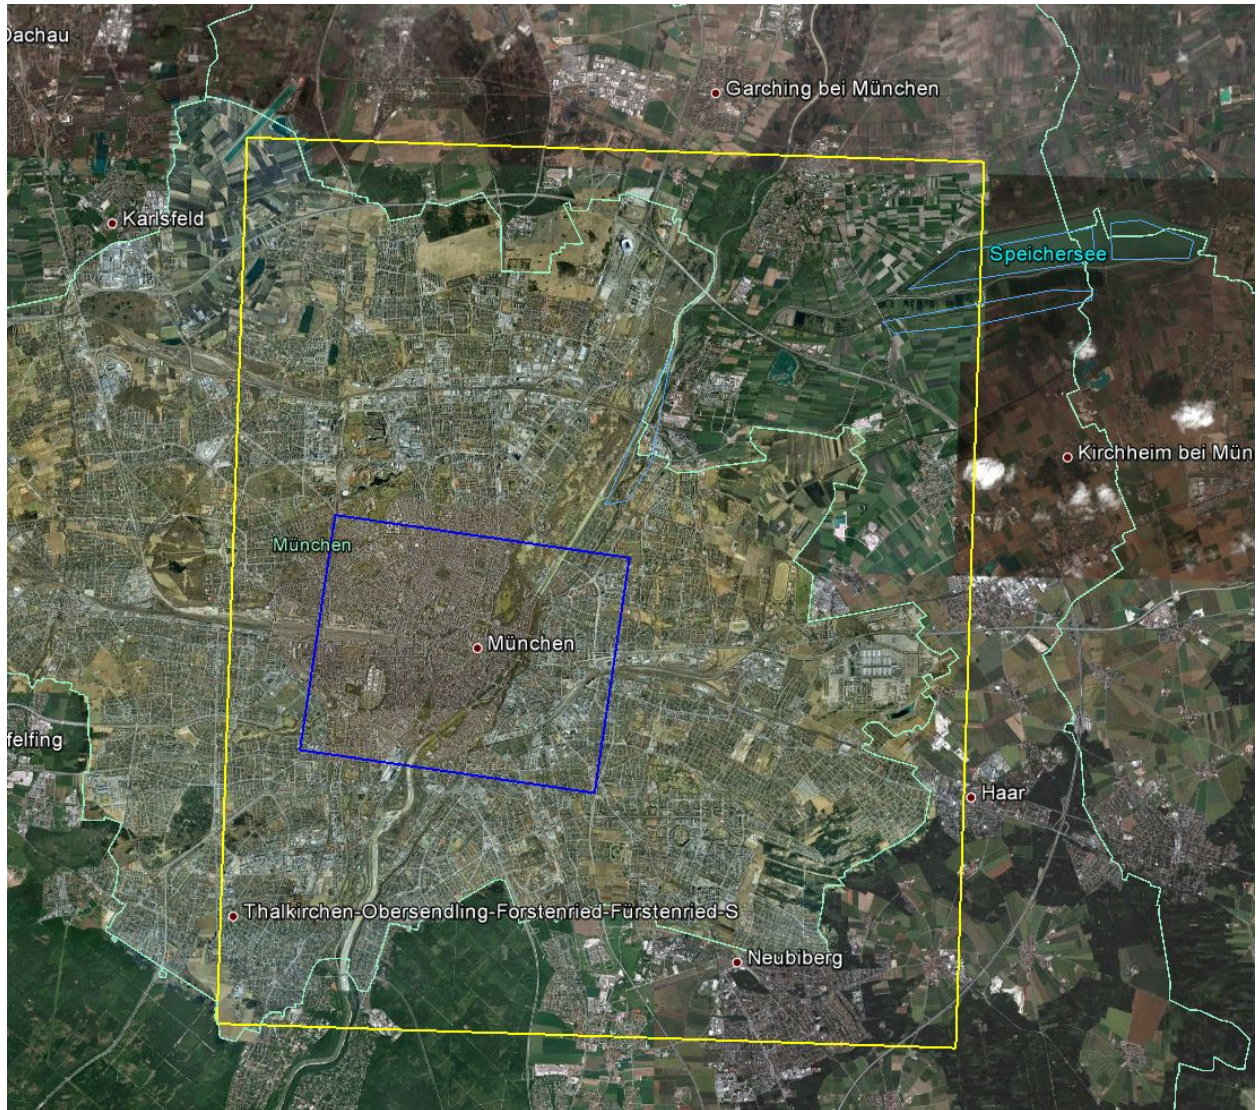 Dachau
Garching bei München
Karlsfeld
Speichersee
Kirchheim bei Mün
München
München
felfing
Haar
Thalkirchen-Obersendling-Forstenried-Fürstenried-S
Neubiberg